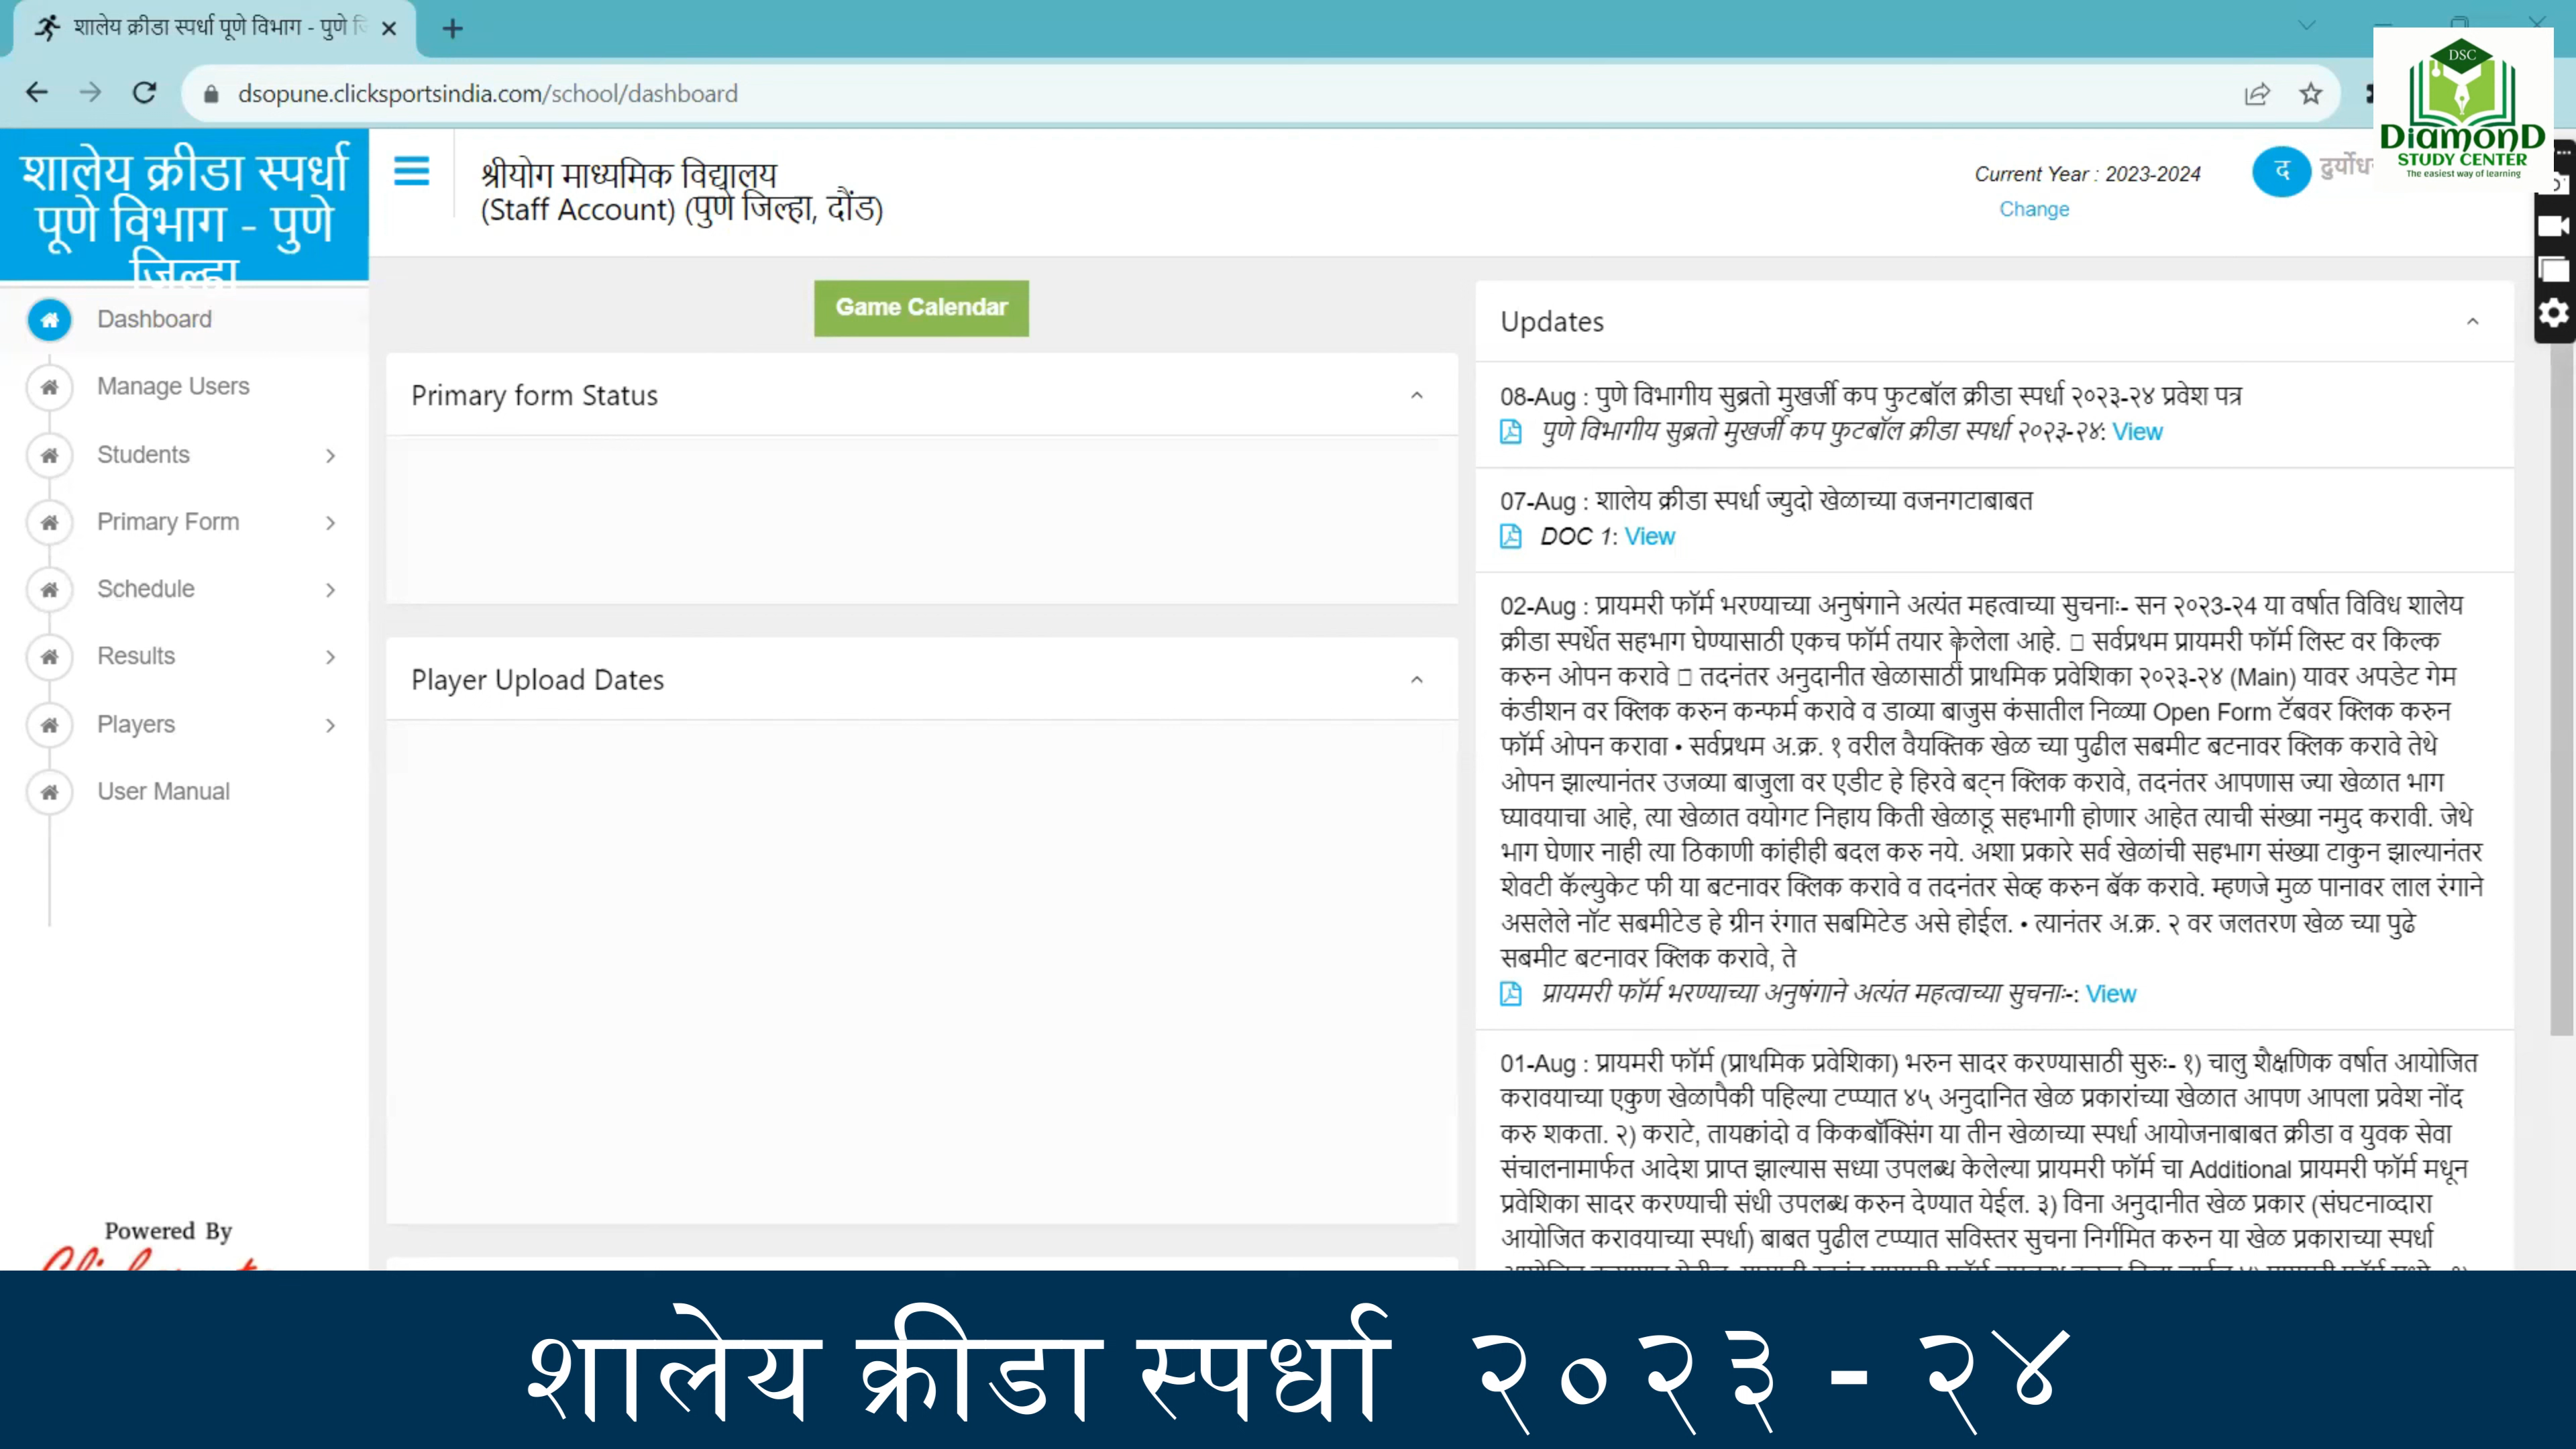 शालेय क्रीडा स्पर्धा पूणे विभाग - पुणे
dsopune.clicksportsindia.com/school/dashboard
DSC
DiamonD
STUDY CENTER
The easiest way of learning
शालेय क्रीडा स्पर्धा
पूणे विभाग - पुणे
जिल्हा
श्रीयोग माध्यमिक विद्यालय
(Staff Account) (पुणे जिल्हा, दौंड)
Current Year : 2023-2024
Change
द
Dashboard
Manage Users
Students
Primary Form
Schedule
Results
Players
User Manual
Powered By
Game Calendar
Primary form Status
Player Upload Dates
Updates
08-Aug : पुणे विभागीय सुब्रतो मुखर्जी कप फुटबॉल क्रीडा स्पर्धा २०२३-२४ प्रवेश पत्र
पुणे विभागीय सुब्रतो मुखर्जी कप फुटबॉल क्रीडा स्पर्धा २०२३-२४: View
07-Aug : शालेय क्रीडा स्पर्धा ज्युदो खेळाच्या वजनगटाबाबत
DOC 1: View
02-Aug : प्रायमरी फॉर्म भरण्याच्या अनुषंगाने अत्यंत महत्वाच्या सुचनाः- सन २०२३-२4 या वर्षात विविध शालेय
क्रीडा स्पर्धेत सहभाग घेण्यासाठी एकच फॉर्म तयार केलेला आहे. सर्वप्रथम प्रायमरी फॉर्म लिस्ट वर किल्क
करुन ओपन करावे तदनंतर अनुदानीत खेळासाठी प्राथमिक प्रवेशिका २०२३-२४ (Main) यावर अपडेट गेम
कंडीशन वर क्लिक करुन कन्फर्म करावे व डाव्या बाजुस कंसातील निळ्या Open Form टॅबवर क्लिक करुन
फॉर्म ओपन करावा • सर्वप्रथम अ.क्र. १ वरील वैयक्तिक खेळ च्या पुढील सबमीट बटनावर क्लिक करावे तेथे
ओपन झाल्यानंतर उजव्या बाजुला वर एडीट हे हिरवे बट्न क्लिक करावे, तदनंतर आपणास ज्या खेळात भाग
घ्यावयाचा आहे, त्या खेळात वयोगट निहाय किती खेळाडू सहभागी होणार आहेत त्याची संख्या नमुद करावी. जेथे
भाग घेणार नाही त्या ठिकाणी कांहीही बदल करु नये. अशा प्रकारे सर्व खेळांची सहभाग संख्या टाकुन झाल्यानंतर
शेवटी कॅल्युकेट फी या बटनावर क्लिक करावे व तदनंतर सेव्ह करुन बॅक करावे. म्हणजे मुळ पानावर लाल रंगाने
असलेले नॉट सबमीटेड हे ग्रीन रंगात सबमिटेड असे होईल. • त्यानंतर अ.क्र. २ वर जलतरण खेळ च्या पुढे
सबमीट बटनावर क्लिक करावे, ते
प्रायमरी फॉर्म भरण्याच्या अनुषंगाने अत्यंत महत्वाच्या सुचनाः-: View
01-Aug : प्रायमरी फॉर्म (प्राथमिक प्रवेशिका) भरुन सादर करण्यासाठी सुरुः- १) चालु शैक्षणिक वर्षात आयोजित
करावयाच्या एकुण खेळापैकी पहिल्या टप्प्यात ४५ अनुदानित खेळ प्रकारांच्या खेळात आपण आपला प्रवेश नोंद
करु शकता. २) कराटे, तायक्वांदो व किकबॉक्सिंग या तीन खेळाच्या स्पर्धा आयोजनाबाबत क्रीडा व युवक सेवा
संचालनामार्फत आदेश प्राप्त झाल्यास सध्या उपलब्ध केलेल्या प्रायमरी फॉर्म चा Additional प्रायमरी फॉर्म मधून
प्रवेशिका सादर करण्याची संधी उपलब्ध करुन देण्यात येईल. ३) विना अनुदानीत खेळ प्रकार (संघटनाव्दारा
आयोजित करावयाच्या स्पर्धा) बाबत पुढील टप्प्यात सविस्तर सुचना निर्गमित करुन या खेळ प्रकाराच्या स्पर्धा
शालेय क्रीडा स्पर्धा २०२३ - २४